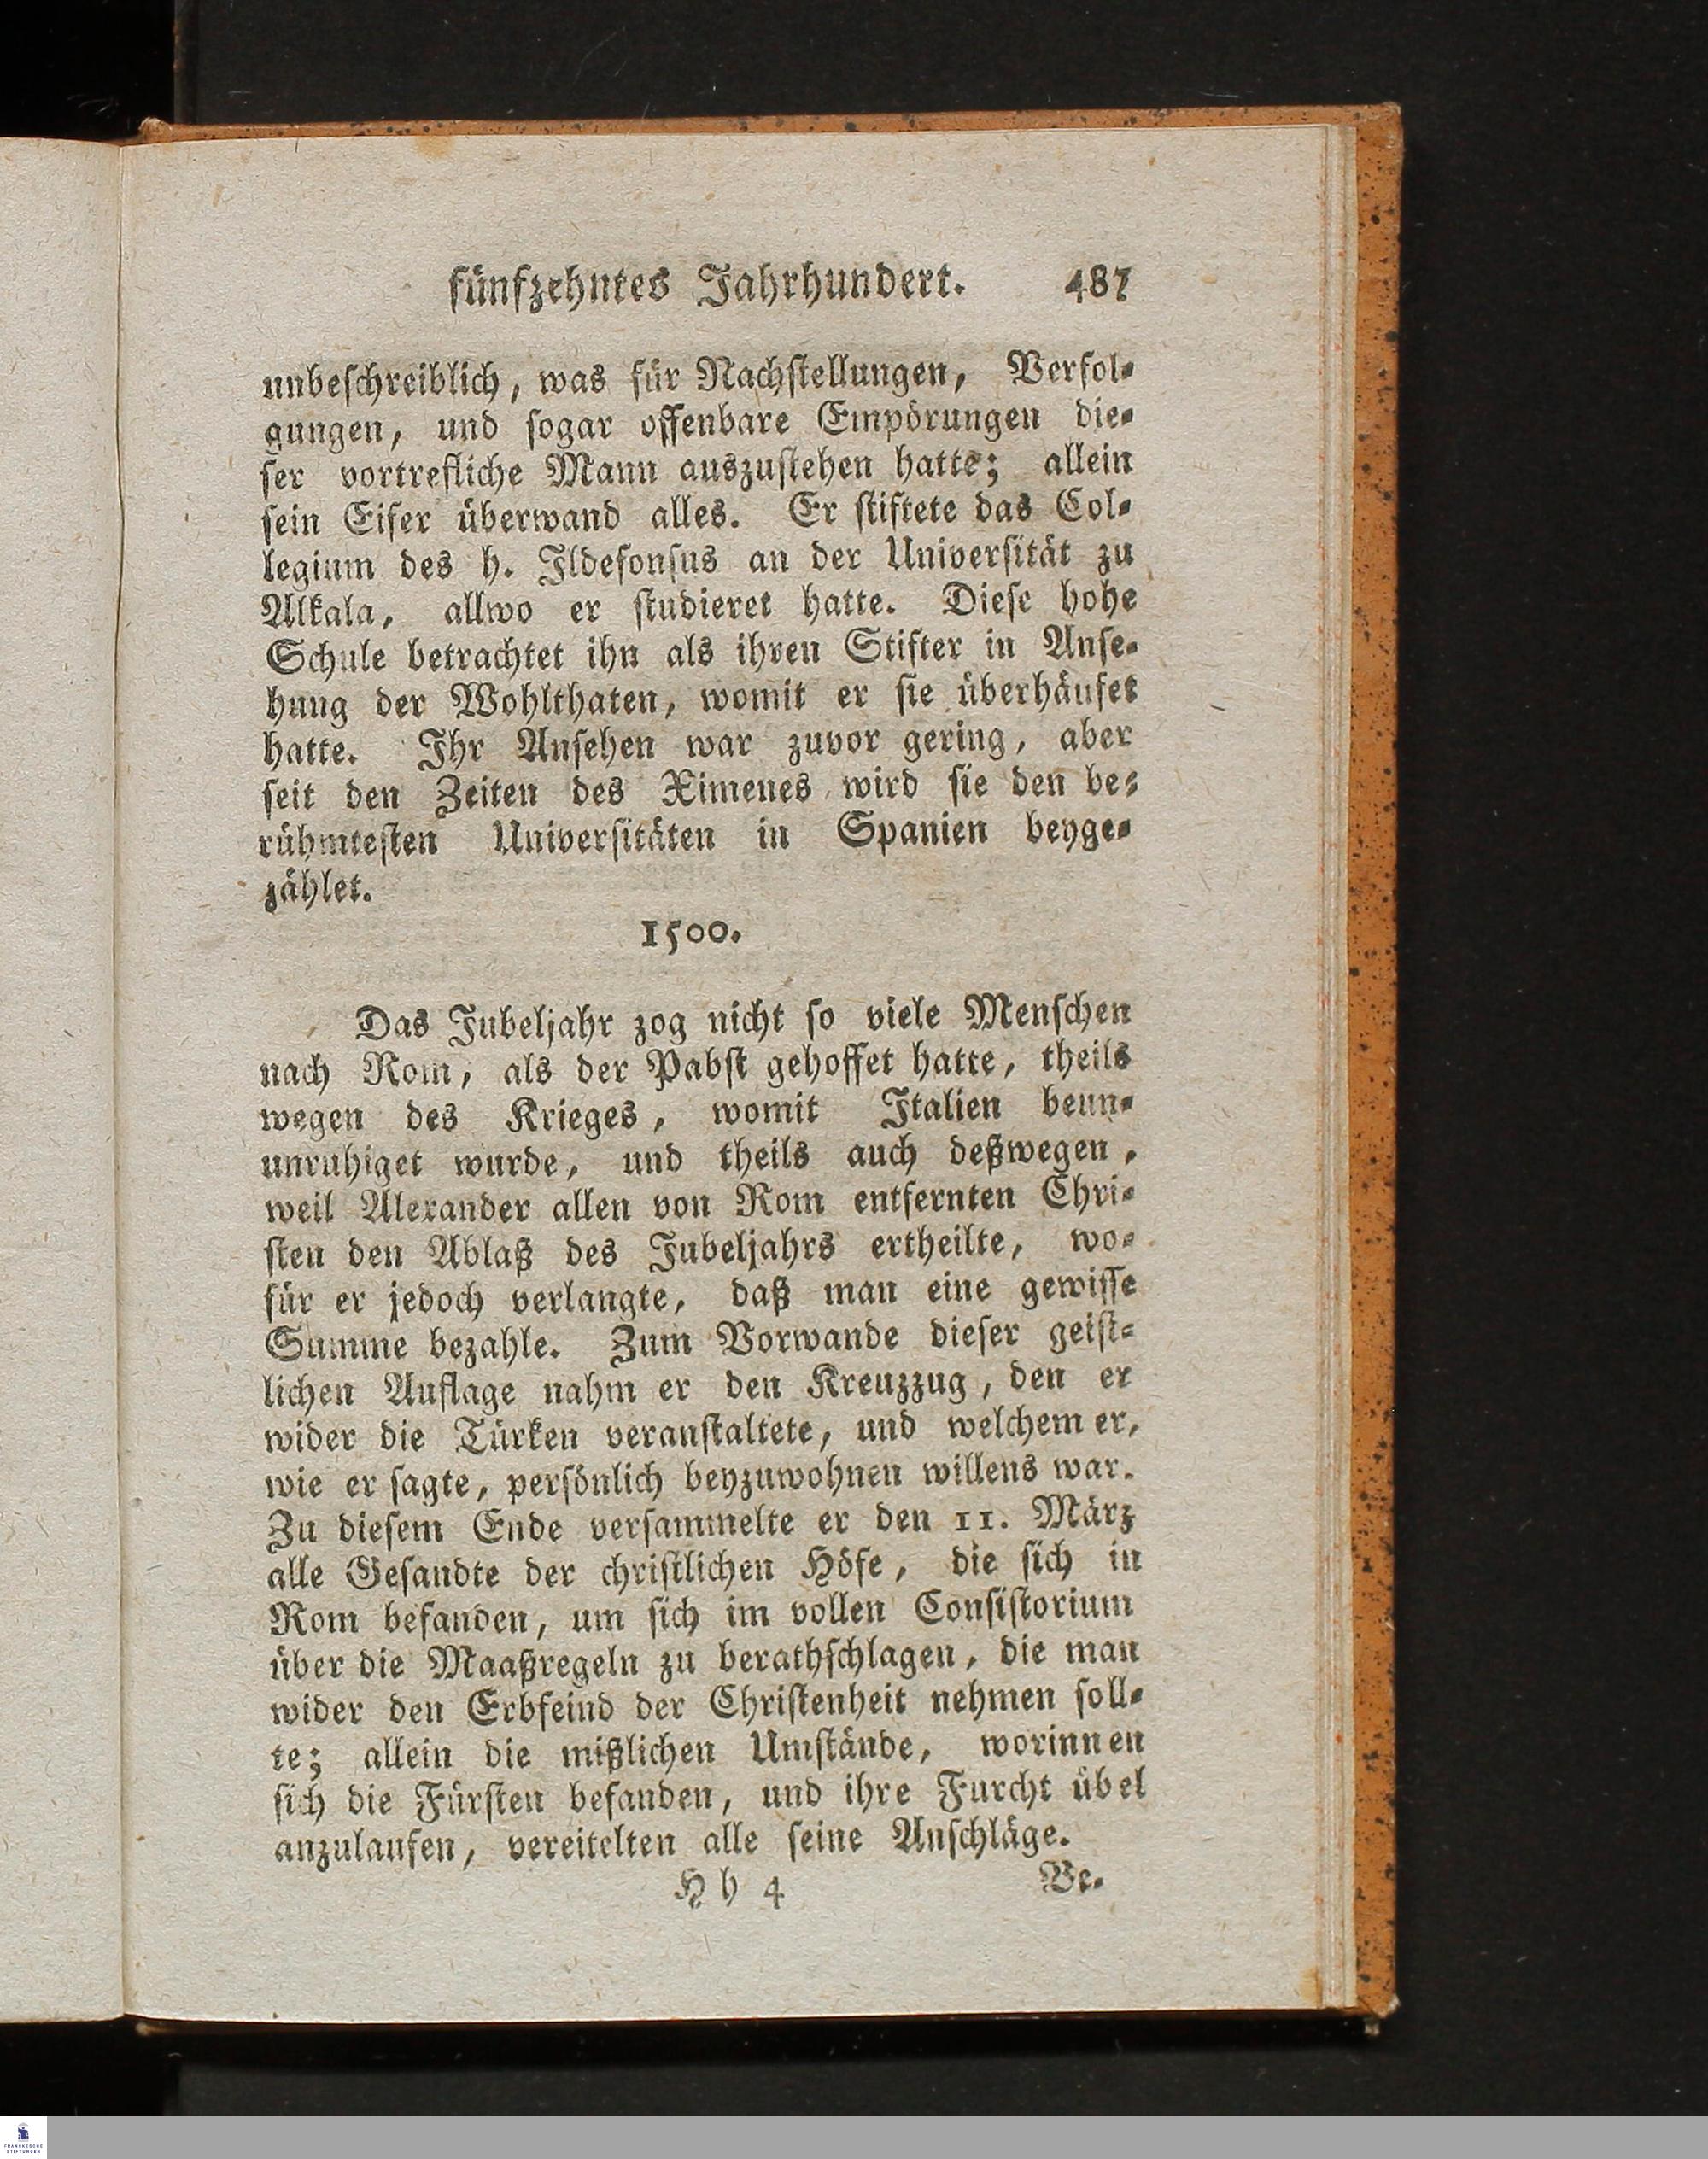 fünfzehntes Jahrhundert. 487
unbeschreiblich, was für Nachstellungen, Verfol-
gungen, und sogar offenbare Empörungen die-
ser vortrefliche Mann auszustehen hatte; allein
sein Eifer überwand alles. Er stiftete das Col-
legium des h. Ildefonsus an der Universität zu
Alkala, allwo er studieret hatte. Diese hohe
Schule betrachtet ihn als ihren Stifter in Anse-
hung der Wohlthaten, womit er sie überhäufet
hatte. Ihr Ansehen war zuvor gering, aber
seit den Zeiten des Ximenes wird sie den be-
rühmtesten Universitäten in Spanien beyge-
zählet.
1500.
Das Jubeljahr zog nicht so viele Menschen
nach Rom, als der Pabst gehoffet hatte, theils
wegen des Krieges, womit Italien beun-
unruhiget wurde, und theils auch deßwegen,
weil Alexander allen von Rom entfernten Chri-
sten den Ablaß des Jubeljahrs ertheilte, wo-
für er jedoch verlangte, daß man eine gewisse
Summe bezahle. Zum Vorwande dieser geist-
lichen Auflage nahm er den Kreuzzug, den er
wider die Türken veranstaltete, und welchem er,
wie er sagte, persönlich beyzuwohnen willens war.
Zu diesem Ende versammelte er den 11. März
alle Gesandte der christlichen Höfe, die sich in
Rom befanden, um sich im vollen Consistorium
über die Maaßregeln zu berathschlagen, die man
wider den Erbfeind der Christenheit nehmen soll-
te; allein die mißlichen Umstände, worinnen
sich die Fürsten befanden, und ihre Furcht übel
anzulaufen, vereitelten alle seine Anschläge.
Hh 4 Ve-
FRANCKESCHE
STIFTUNGEN